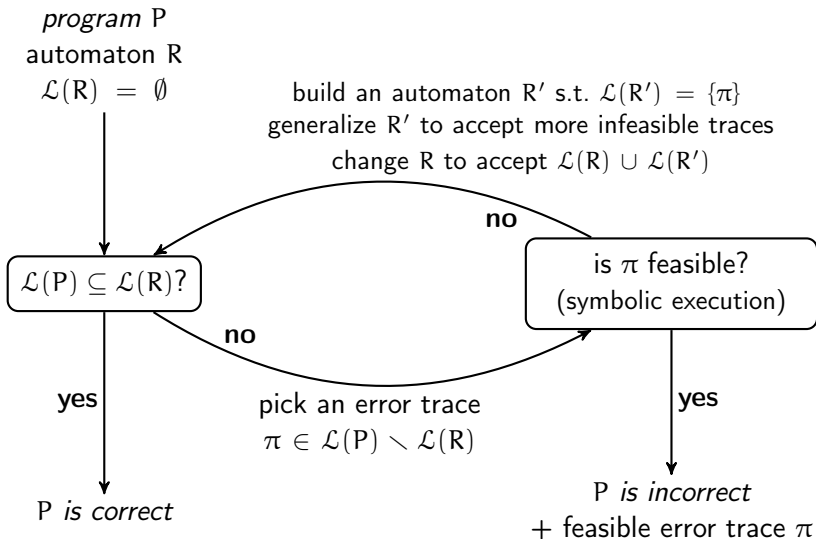 program P
automaton R
ℒ(R) = ∅
build an automaton R′ s.t. ℒ(R′) = {π}
generalize R′ to accept more infeasible traces
change R to accept ℒ(R) ∪ ℒ(R′)
no
ℒ(P) ⊆ ℒ(R)?
is π feasible?
(symbolic execution)
no
yes
pick an error trace
π ∈ ℒ(P) ∖ ℒ(R)
yes
P is correct
P is incorrect
+ feasible error trace π